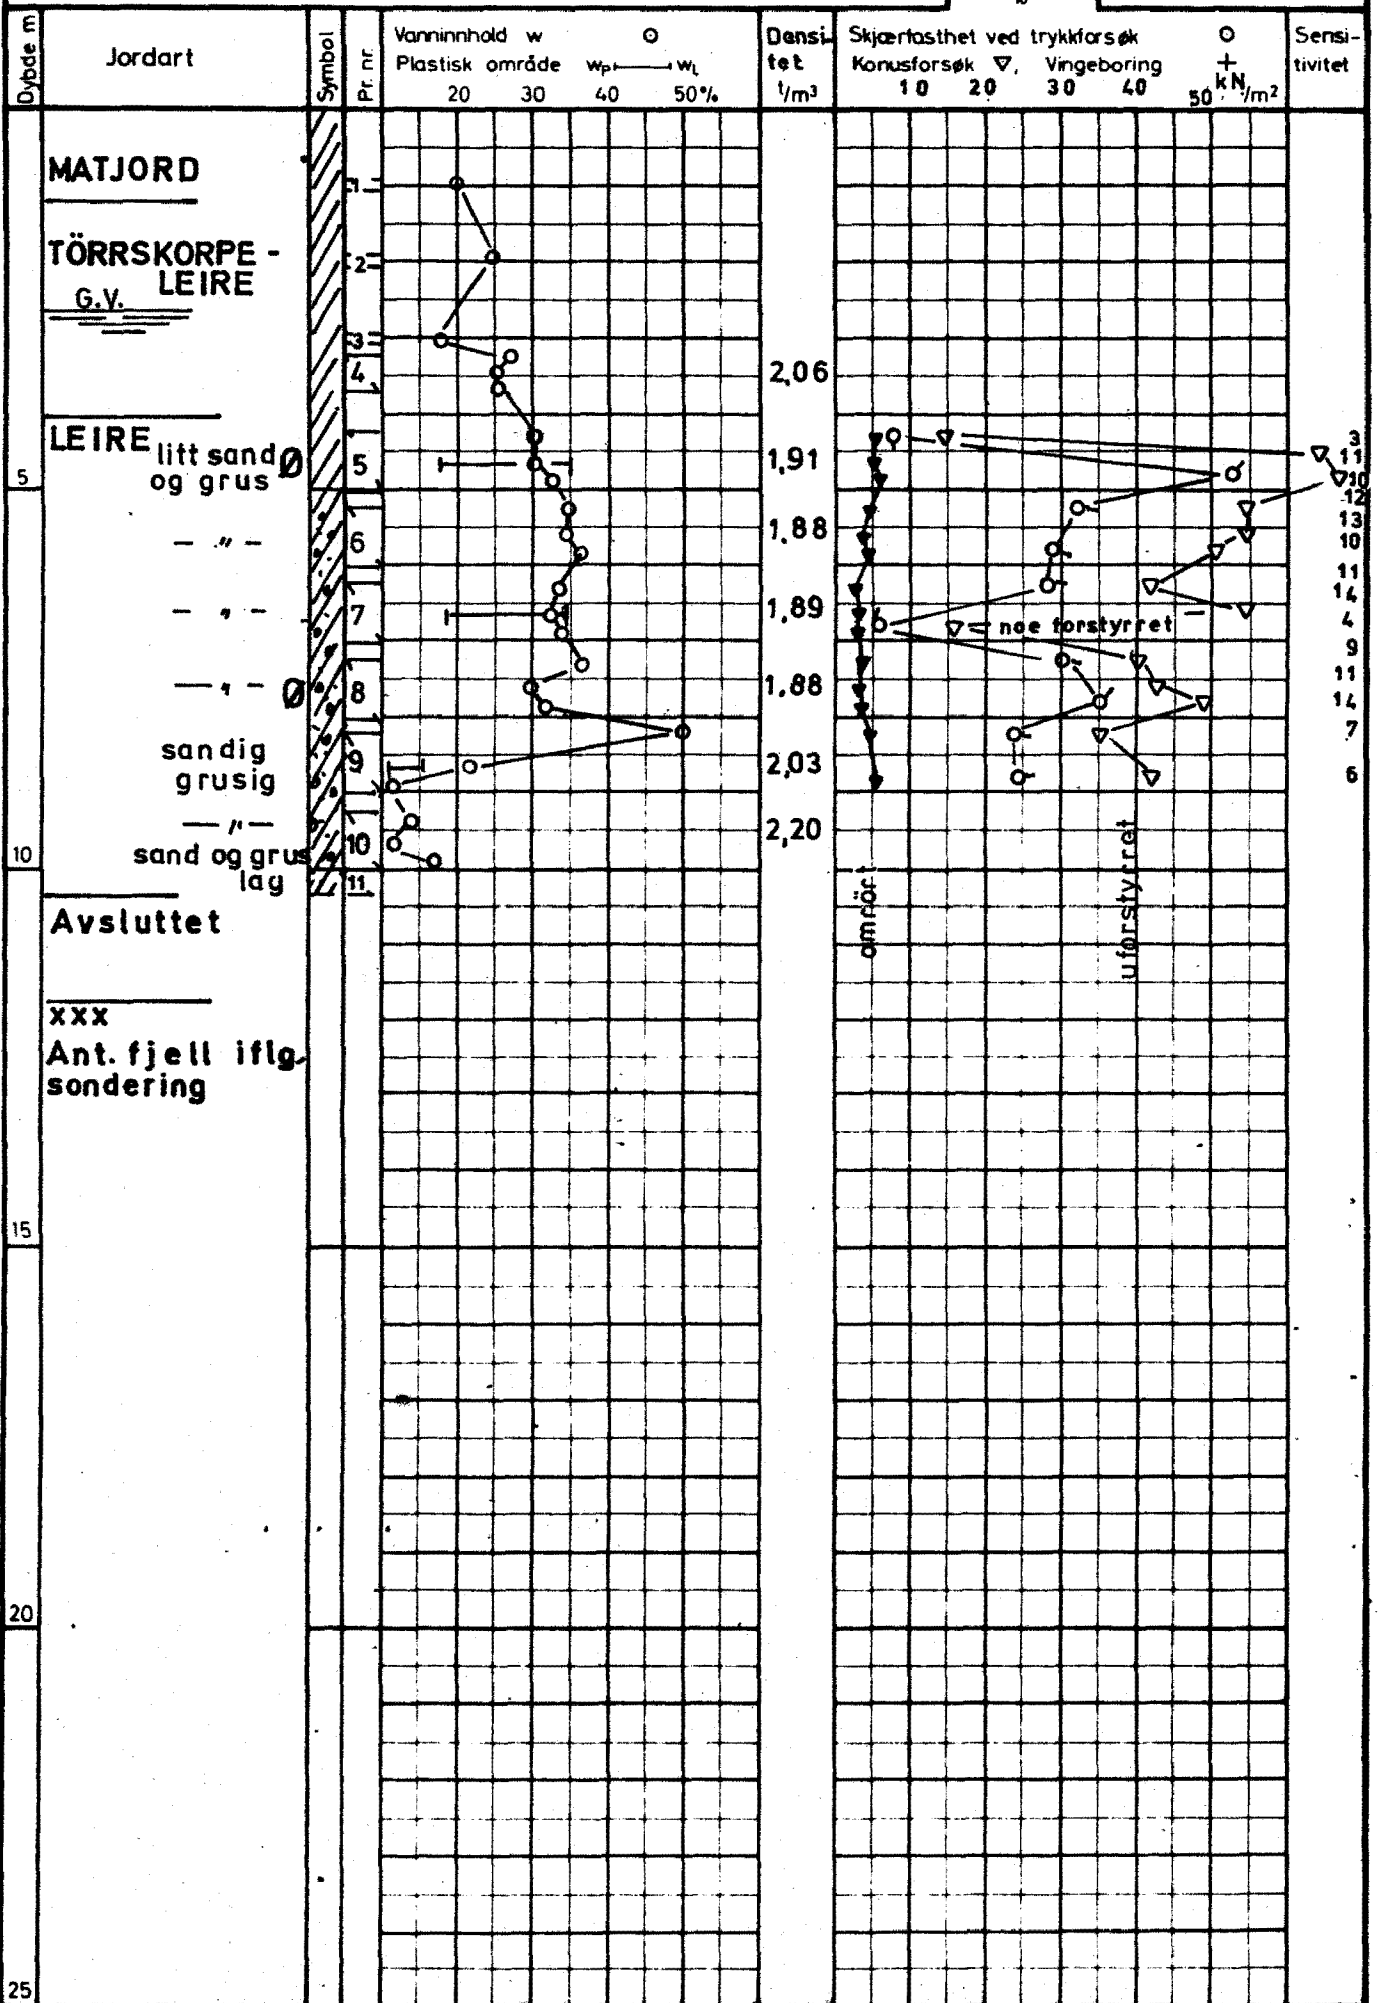 Dybde m
Jordart
Symbol
Pr. nr.
Vanninnhold w
Plastisk område wP wL
20 30 40 50%
Densi-
tet
t/m³
Skjærfasthet ved trykkforsøk
Konusforsøk ▽, Vingeboring +
10 20 30 40 50 kN/m²
Sensi-
tivitet
MATJORD
1
TÖRRSKORPE-
LEIRE
2
G.V.
3
4
2,06
LEIRE litt sand Ø
og grus
5
5
1,91
3
11
10
12
- " -
6
1,88
13
10
11
14
- " -
7
1,89
noe forstyrret
4
9
- " - Ø
8
1,88
11
14
7
sandig
grusig
9
2,03
6
- " -
2,20
sand og grus
lag
10
10
11
omrört
uforstyrret
Avsluttet
xxx
Ant. fjell iflg.
sondering
15
20
25